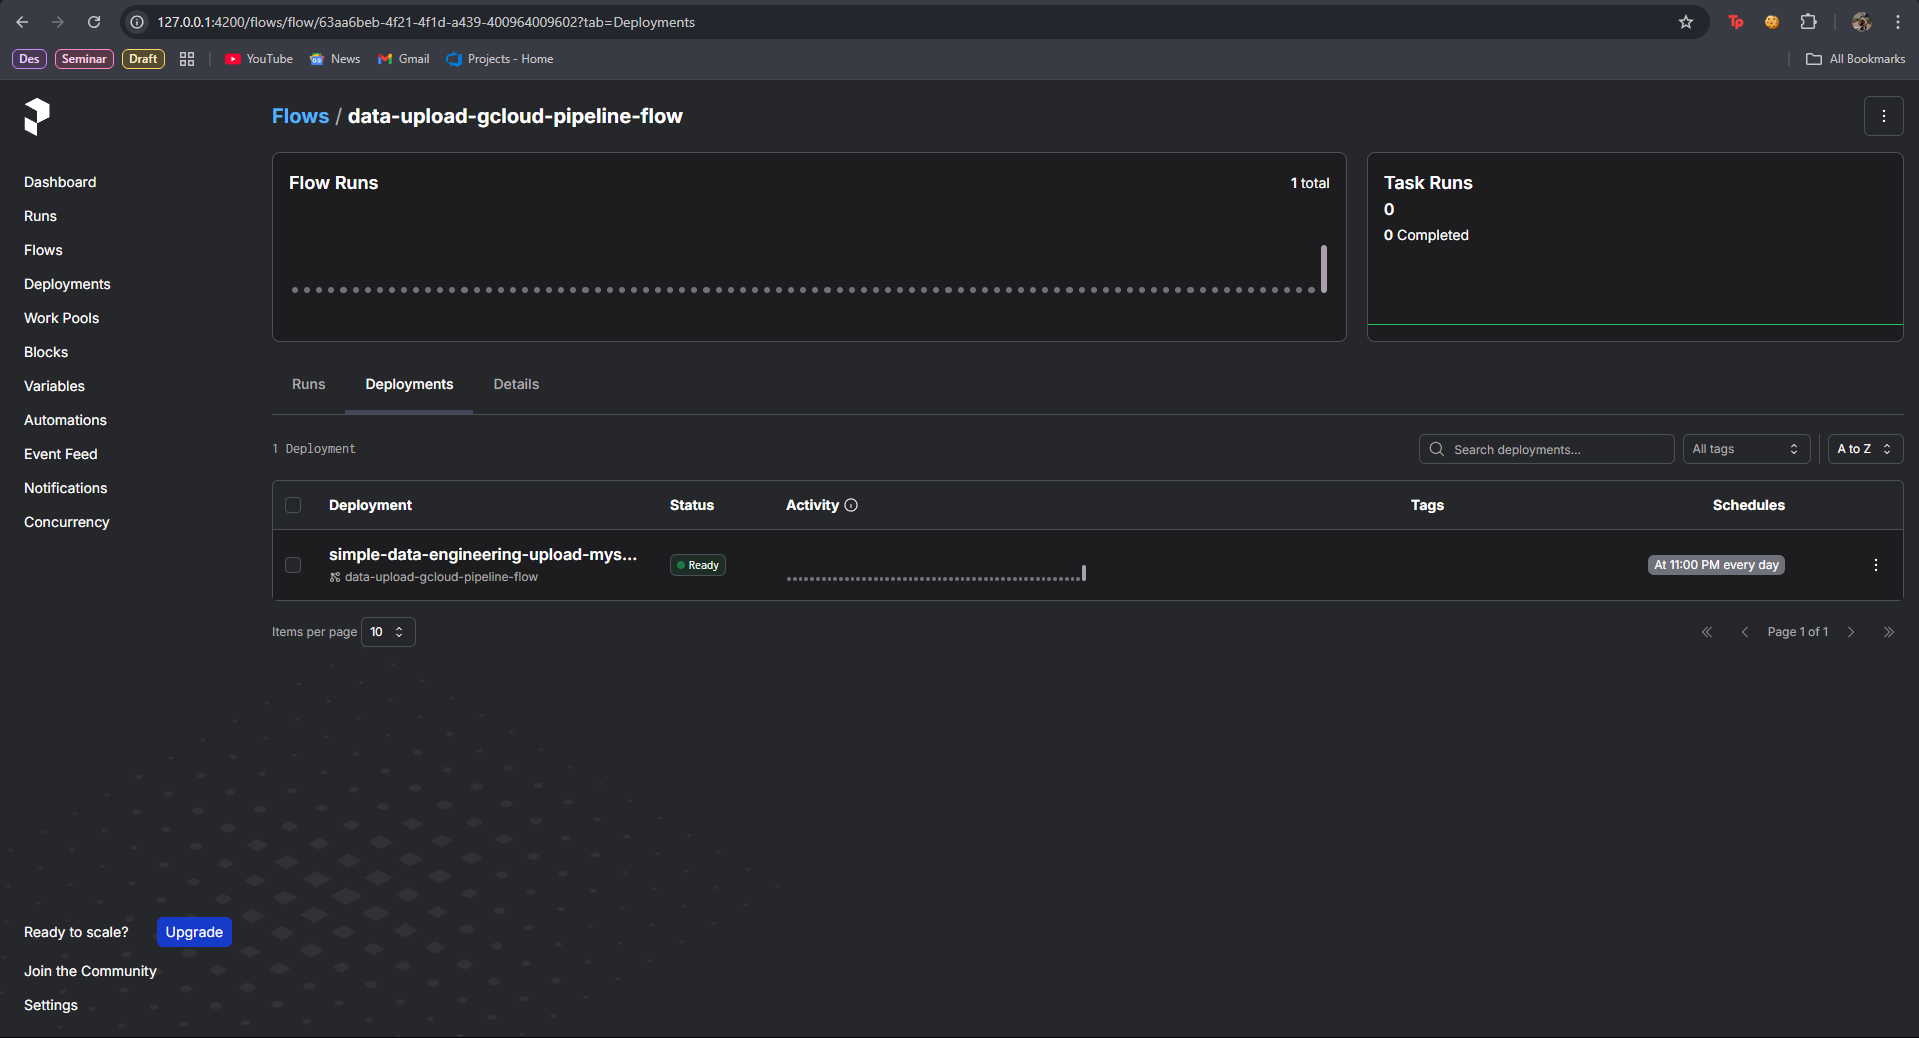 127.0.0.1:4200/flows/flow/63aa6beb-4f21-4f1d-a439-400964009602?tab=Deployments
Des Seminar Draft YouTube News Gmail Projects - Home All Bookmarks
Flows / data-upload-gcloud-pipeline-flow
Dashboard
Runs
Flows
Deployments
Work Pools
Blocks
Variables
Automations
Event Feed
Notifications
Concurrency
Flow Runs 1 total
Task Runs
0
0 Completed
Runs Deployments Details
1 Deployment Search deployments... All tags A to Z
Deployment Status Activity Tags Schedules
simple-data-engineering-upload-mys... Ready At 11:00 PM every day
data-upload-gcloud-pipeline-flow
Items per page 10 Page 1 of 1
Ready to scale? Upgrade
Join the Community
Settings